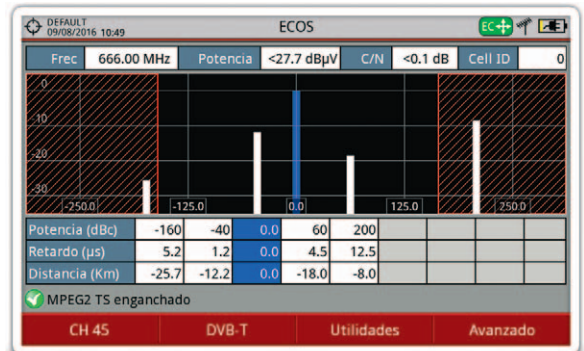 DEFAULT
09/08/2016 10:49
ECOS
EC
Frec 666.00 MHz Potencia <27.7 dBµV C/N <0.1 dB Cell ID 0
0
-10
-20
-30
-250.0 -125.0 0.0 125.0 250.0
Potencia (dBc) -160 -40 0.0 60 200
Retardo (µs) 5.2 1.2 0.0 4.5 12.5
Distancia (Km) -25.7 -12.2 0.0 -18.0 -8.0
MPEG2 TS enganchado
CH 45 DVB-T Utilidades Avanzado